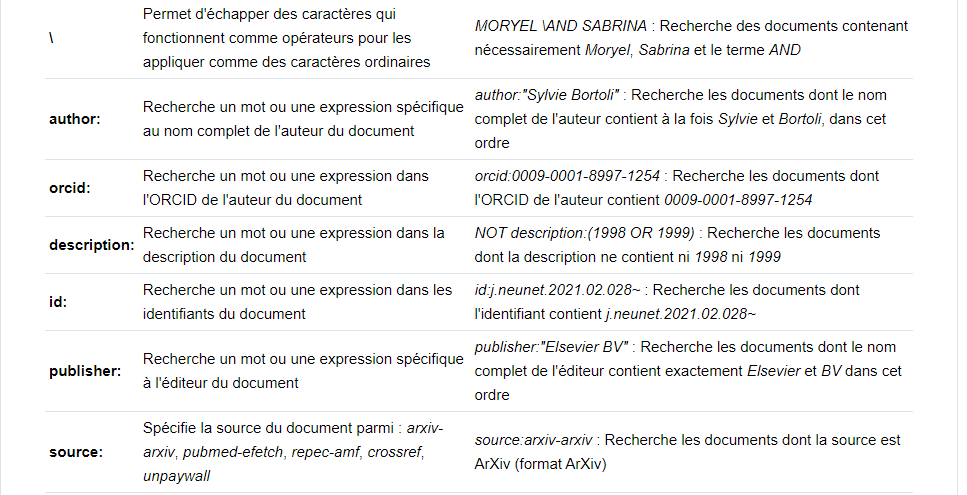 \
Permet d'échapper des caractères qui
fonctionnent comme opérateurs pour les
appliquer comme des caractères ordinaires
MORYEL \AND SABRINA : Recherche des documents contenant
nécessairement Moryel, Sabrina et le terme AND
author:
Recherche un mot ou une expression spécifique
au nom complet de l'auteur du document
author:"Sylvie Bortoli" : Recherche les documents dont le nom
complet de l'auteur contient à la fois Sylvie et Bortoli, dans cet
ordre
orcid:
Recherche un mot ou une expression dans
l'ORCID de l'auteur du document
orcid:0009-0001-8997-1254 : Recherche les documents dont
l'ORCID de l'auteur contient 0009-0001-8997-1254
description:
Recherche un mot ou une expression dans la
description du document
NOT description:(1998 OR 1999) : Recherche les documents
dont la description ne contient ni 1998 ni 1999
id:
Recherche un mot ou une expression dans les
identifiants du document
id:j.neunet.2021.02.028~ : Recherche les documents dont
l'identifiant contient j.neunet.2021.02.028~
publisher:
Recherche un mot ou une expression spécifique
à l'éditeur du document
publisher:"Elsevier BV" : Recherche les documents dont le nom
complet de l'éditeur contient exactement Elsevier et BV dans cet
ordre
source:
Spécifie la source du document parmi : arxiv-
arxiv, pubmed-efetch, repec-amf, crossref,
unpaywall
source:arxiv-arxiv : Recherche les documents dont la source est
ArXiv (format ArXiv)